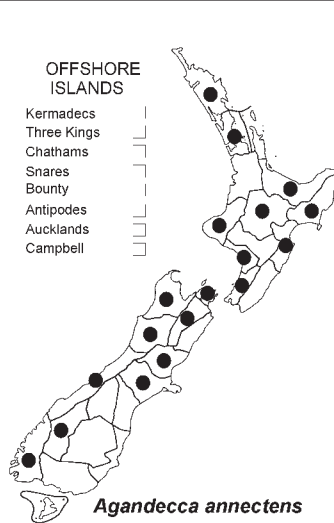 OFFSHORE
ISLANDS
Kermadecs
Three Kings
Chathams
Snares
Bounty
Antipodes
Aucklands
Campbell
Agandecca annectens